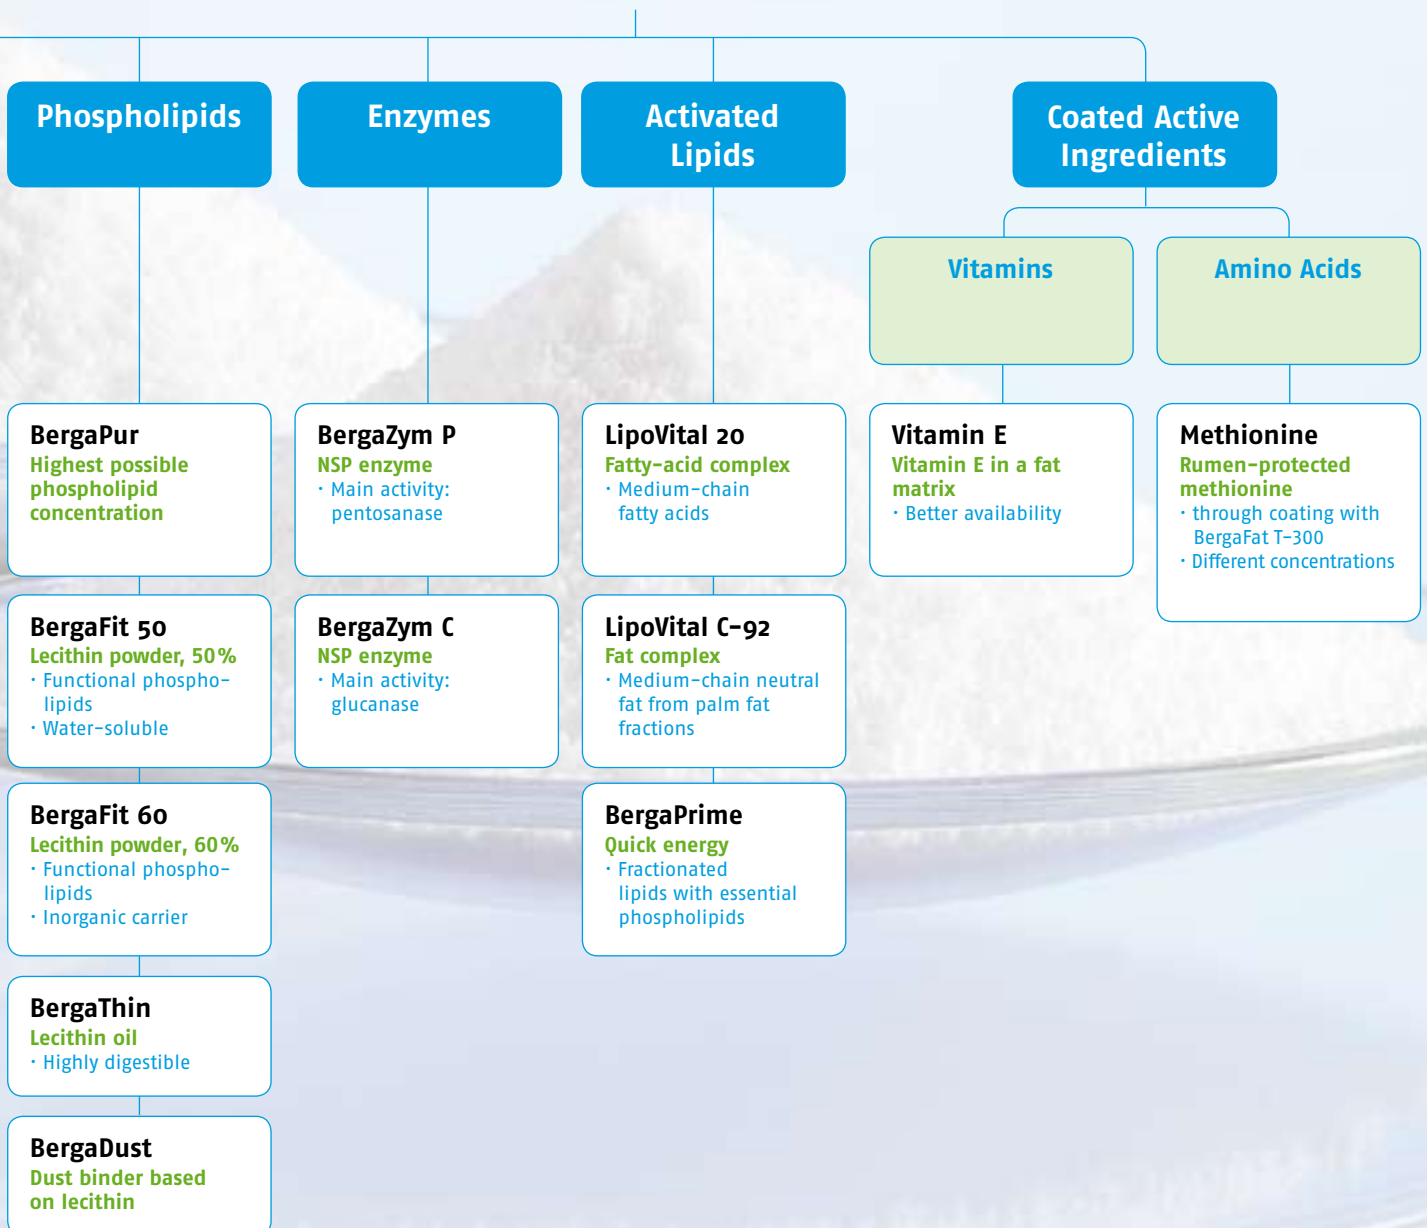 Phospholipids
Enzymes
Activated
Lipids
Coated Active
Ingredients
Vitamins
Amino Acids
BergaPur
Highest possible
phospholipid
concentration
BergaFit 50
Lecithin powder, 50%
· Functional phospho-
lipids
· Water-soluble
BergaFit 60
Lecithin powder, 60%
· Functional phospho-
lipids
· Inorganic carrier
BergaThin
Lecithin oil
· Highly digestible
BergaDust
Dust binder based
on lecithin
BergaZym P
NSP enzyme
· Main activity:
pentosanase
BergaZym C
NSP enzyme
· Main activity:
glucanase
LipoVital 20
Fatty-acid complex
· Medium-chain
fatty acids
LipoVital C-92
Fat complex
· Medium-chain neutral
fat from palm fat
fractions
BergaPrime
Quick energy
· Fractionated
lipids with essential
phospholipids
Vitamin E
Vitamin E in a fat
matrix
· Better availability
Methionine
Rumen-protected
methionine
· through coating with
BergaFat T-300
· Different concentrations